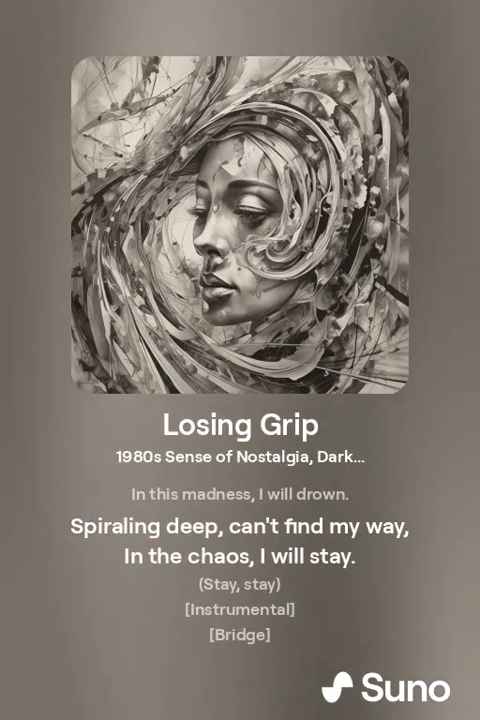 Losing Grip
1980s Sense of Nostalgia, Dark...
In this madness, I will drown.
Spiraling deep, can't find my way,
In the chaos, I will stay.
(Stay, stay)
[Instrumental]
[Bridge]
Suno